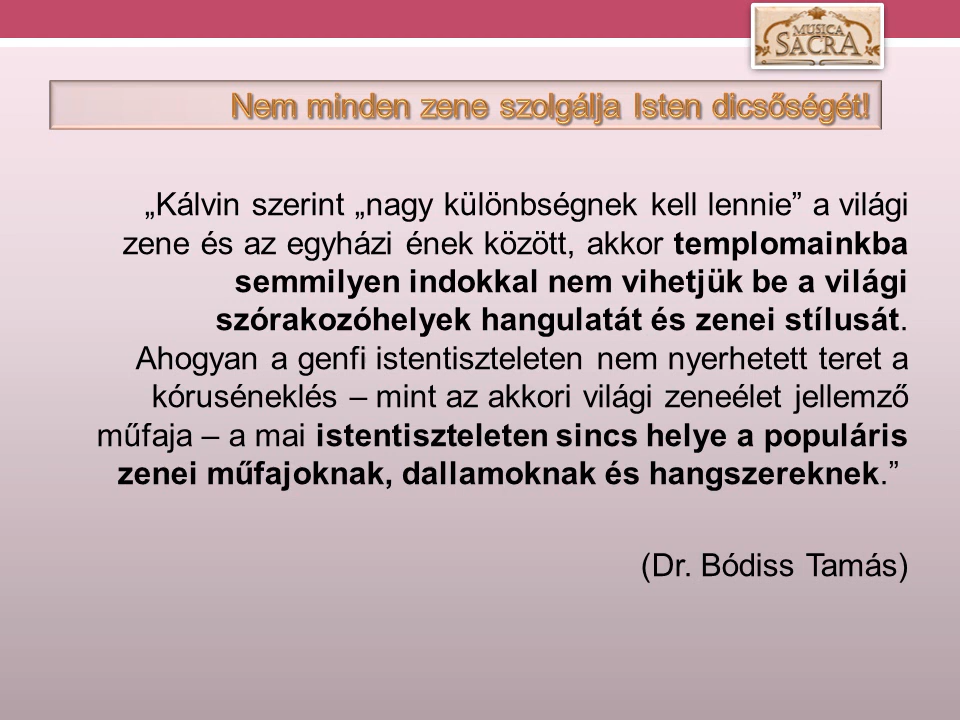 MUSICA
SACRA
Nem minden zene szolgálja Isten dicsőségét!
„Kálvin szerint „nagy különbségnek kell lennie” a világi
zene és az egyházi ének között, akkor templomainkba
semmilyen indokkal nem vihetjük be a világi
szórakozóhelyek hangulatát és zenei stílusát.
Ahogyan a genfi istentiszteleten nem nyerhetett teret a
kóruséneklés – mint az akkori világi zeneélet jellemző
műfaja – a mai istentiszteleten sincs helye a populáris
zenei műfajoknak, dallamoknak és hangszereknek.”
(Dr. Bódiss Tamás)